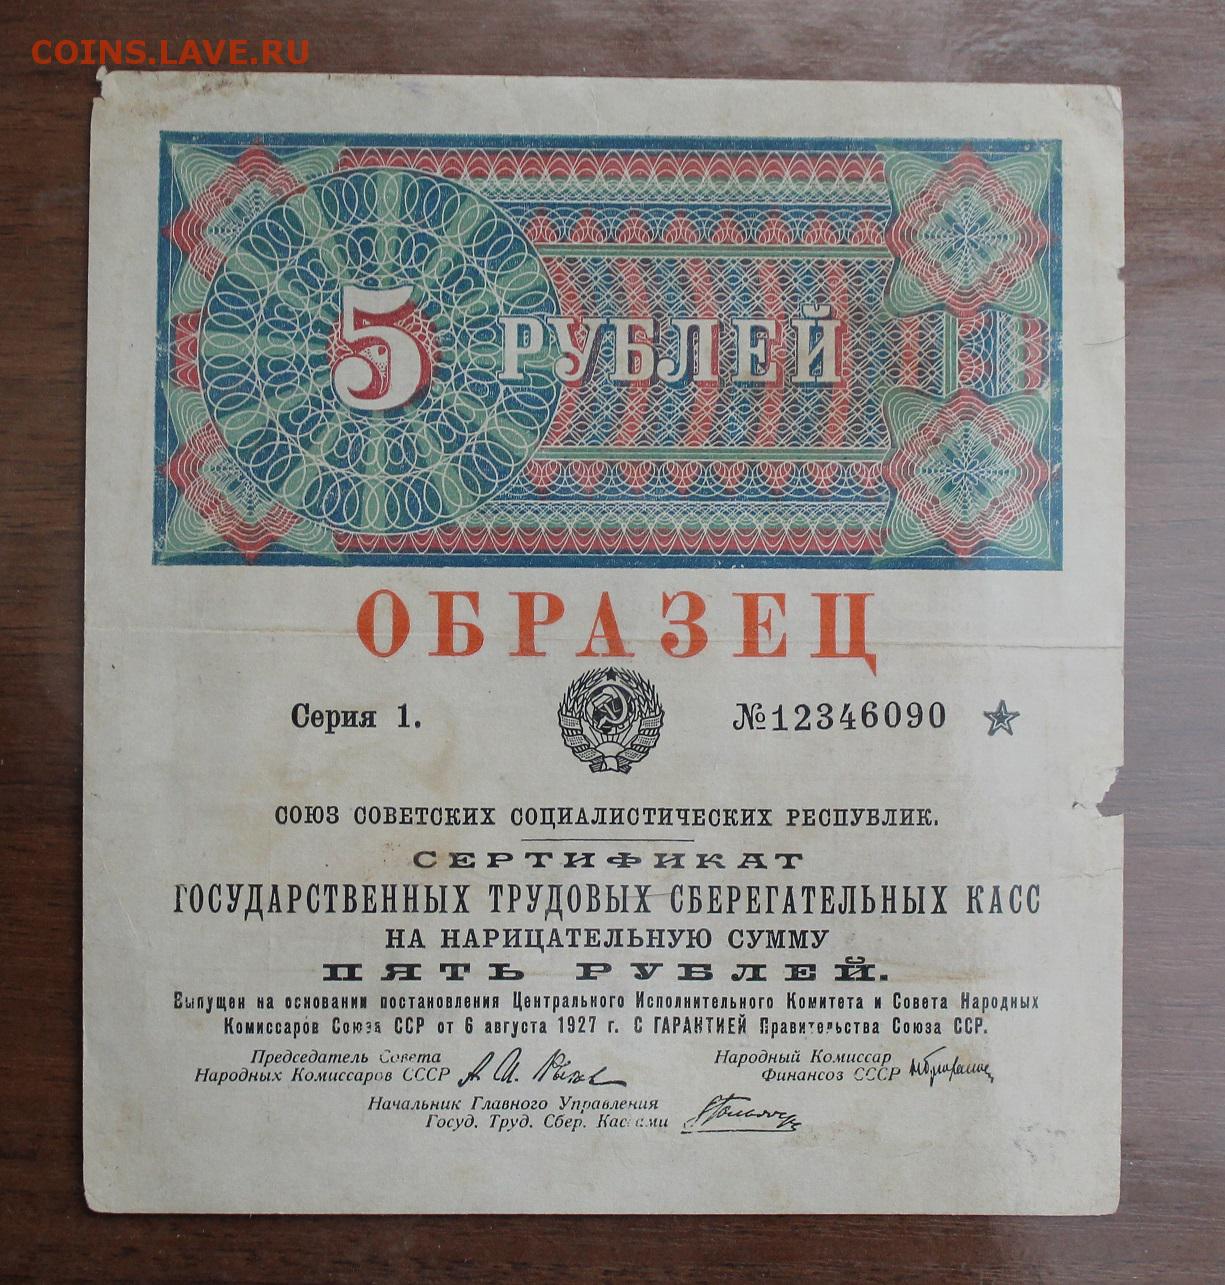 COINS.LAVE.RU
5 РУБЛЕЙ
ОБРАЗЕЦ
Серия 1. №12346090
СОЮЗ СОВЕТСКИХ СОЦИАЛИСТИЧЕСКИХ РЕСПУБЛИК.
СЕРТИФИКАТ
ГОСУДАРСТВЕННЫХ ТРУДОВЫХ СБЕРЕГАТЕЛЬНЫХ КАСС
НА НАРИЦАТЕЛЬНУЮ СУММУ
ПЯТЬ РУБЛЕЙ.
Выпущен на основании постановления Центрального Исполнительного Комитета и Совета Народных
Комиссаров Союза ССР от 6 августа 1927 г. С ГАРАНТИЕЙ Правительства Союза ССР.
Председатель Совета
Народных Комиссаров СССР
Народный Комиссар
Финансов СССР
Начальник Главного Управления
Госуд. Труд. Сбер. Кассами